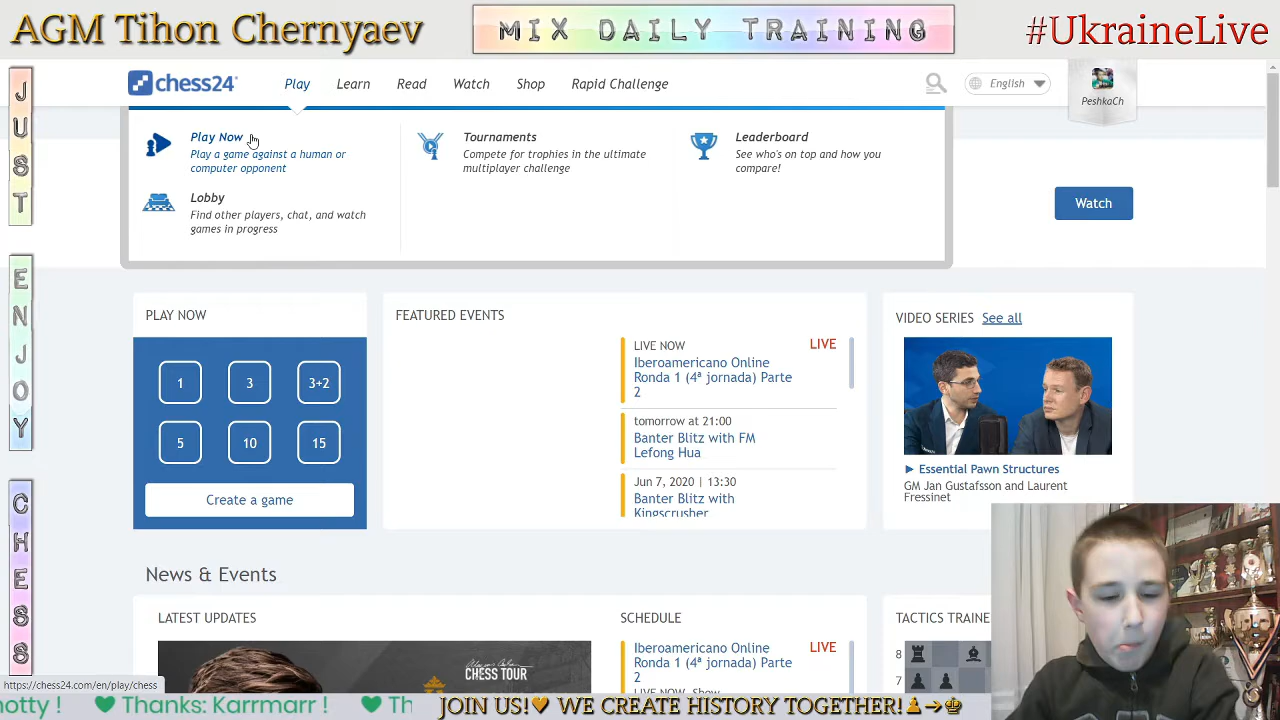 AGM Tihon Chernyaev
MIX DAILY TRAINING
#UkraineLive
JUST
ENJOY
CHESS
chess24
Play
Learn
Read
Watch
Shop
Rapid Challenge
English
PeshkaCh
Play Now
Play a game against a human or
computer opponent
Lobby
Find other players, chat, and watch
games in progress
Tournaments
Compete for trophies in the ultimate
multiplayer challenge
Leaderboard
See who's on top and how you
compare!
Watch
PLAY NOW
1 3 3+2
5 10 15
Create a game
FEATURED EVENTS
LIVE NOW LIVE
Iberoamericano Online
Ronda 1 (4ª jornada) Parte
2
tomorrow at 21:00
Banter Blitz with FM
Lefong Hua
Jun 7, 2020 | 13:30
Banter Blitz with
Kingscrusher
VIDEO SERIES See all
Essential Pawn Structures
GM Jan Gustafsson and Laurent
Fressinet
News & Events
LATEST UPDATES
CHESS TOUR
SCHEDULE
Iberoamericano Online LIVE
Ronda 1 (4ª jornada) Parte
2
LIVE NOW, Show
TACTICS TRAINE
8
7
https://chess24.com/en/play/chess
notty !
Thanks: Karrmarr !
Th
JOIN US! WE CREATE HISTORY TOGETHER!